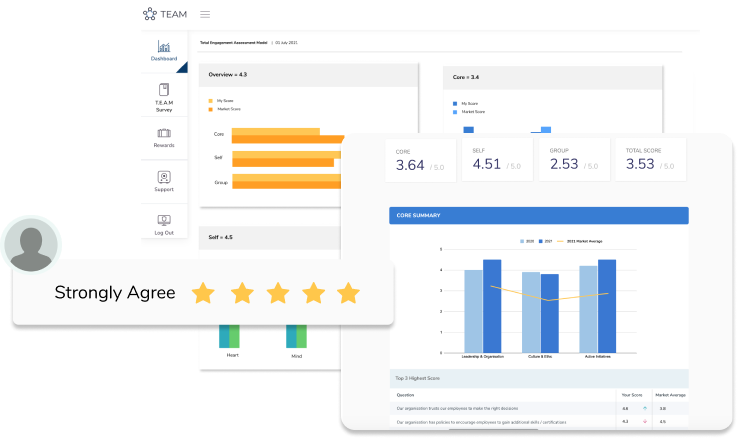 TEAM
Total Engagement Assessment Model | 01 July 2021
Dashboard
T.E.A.M
Survey
Rewards
Support
Log Out
Overview = 4.3
My Score
Market Score
Core
Self
Group
Core = 3.4
My Score
Market Score
Self = 4.5
Heart
Mind
Strongly Agree
CORE
3.64 / 5.0
SELF
4.51 / 5.0
GROUP
2.53 / 5.0
TOTAL SCORE
3.53 / 5.0
CORE SUMMARY
2020 2021 2021 Market Average
5
4
3
2
1
0
Leadership & Organisation Culture & Ethic Active Initiatives
Top 3 Highest Score
Question Your Score Market Average
Our organisation trusts our employees to make the right decisions 4.6 3.8
Our organisation has policies to encourage employees to gain additional skills / certifications 4.3 4.5